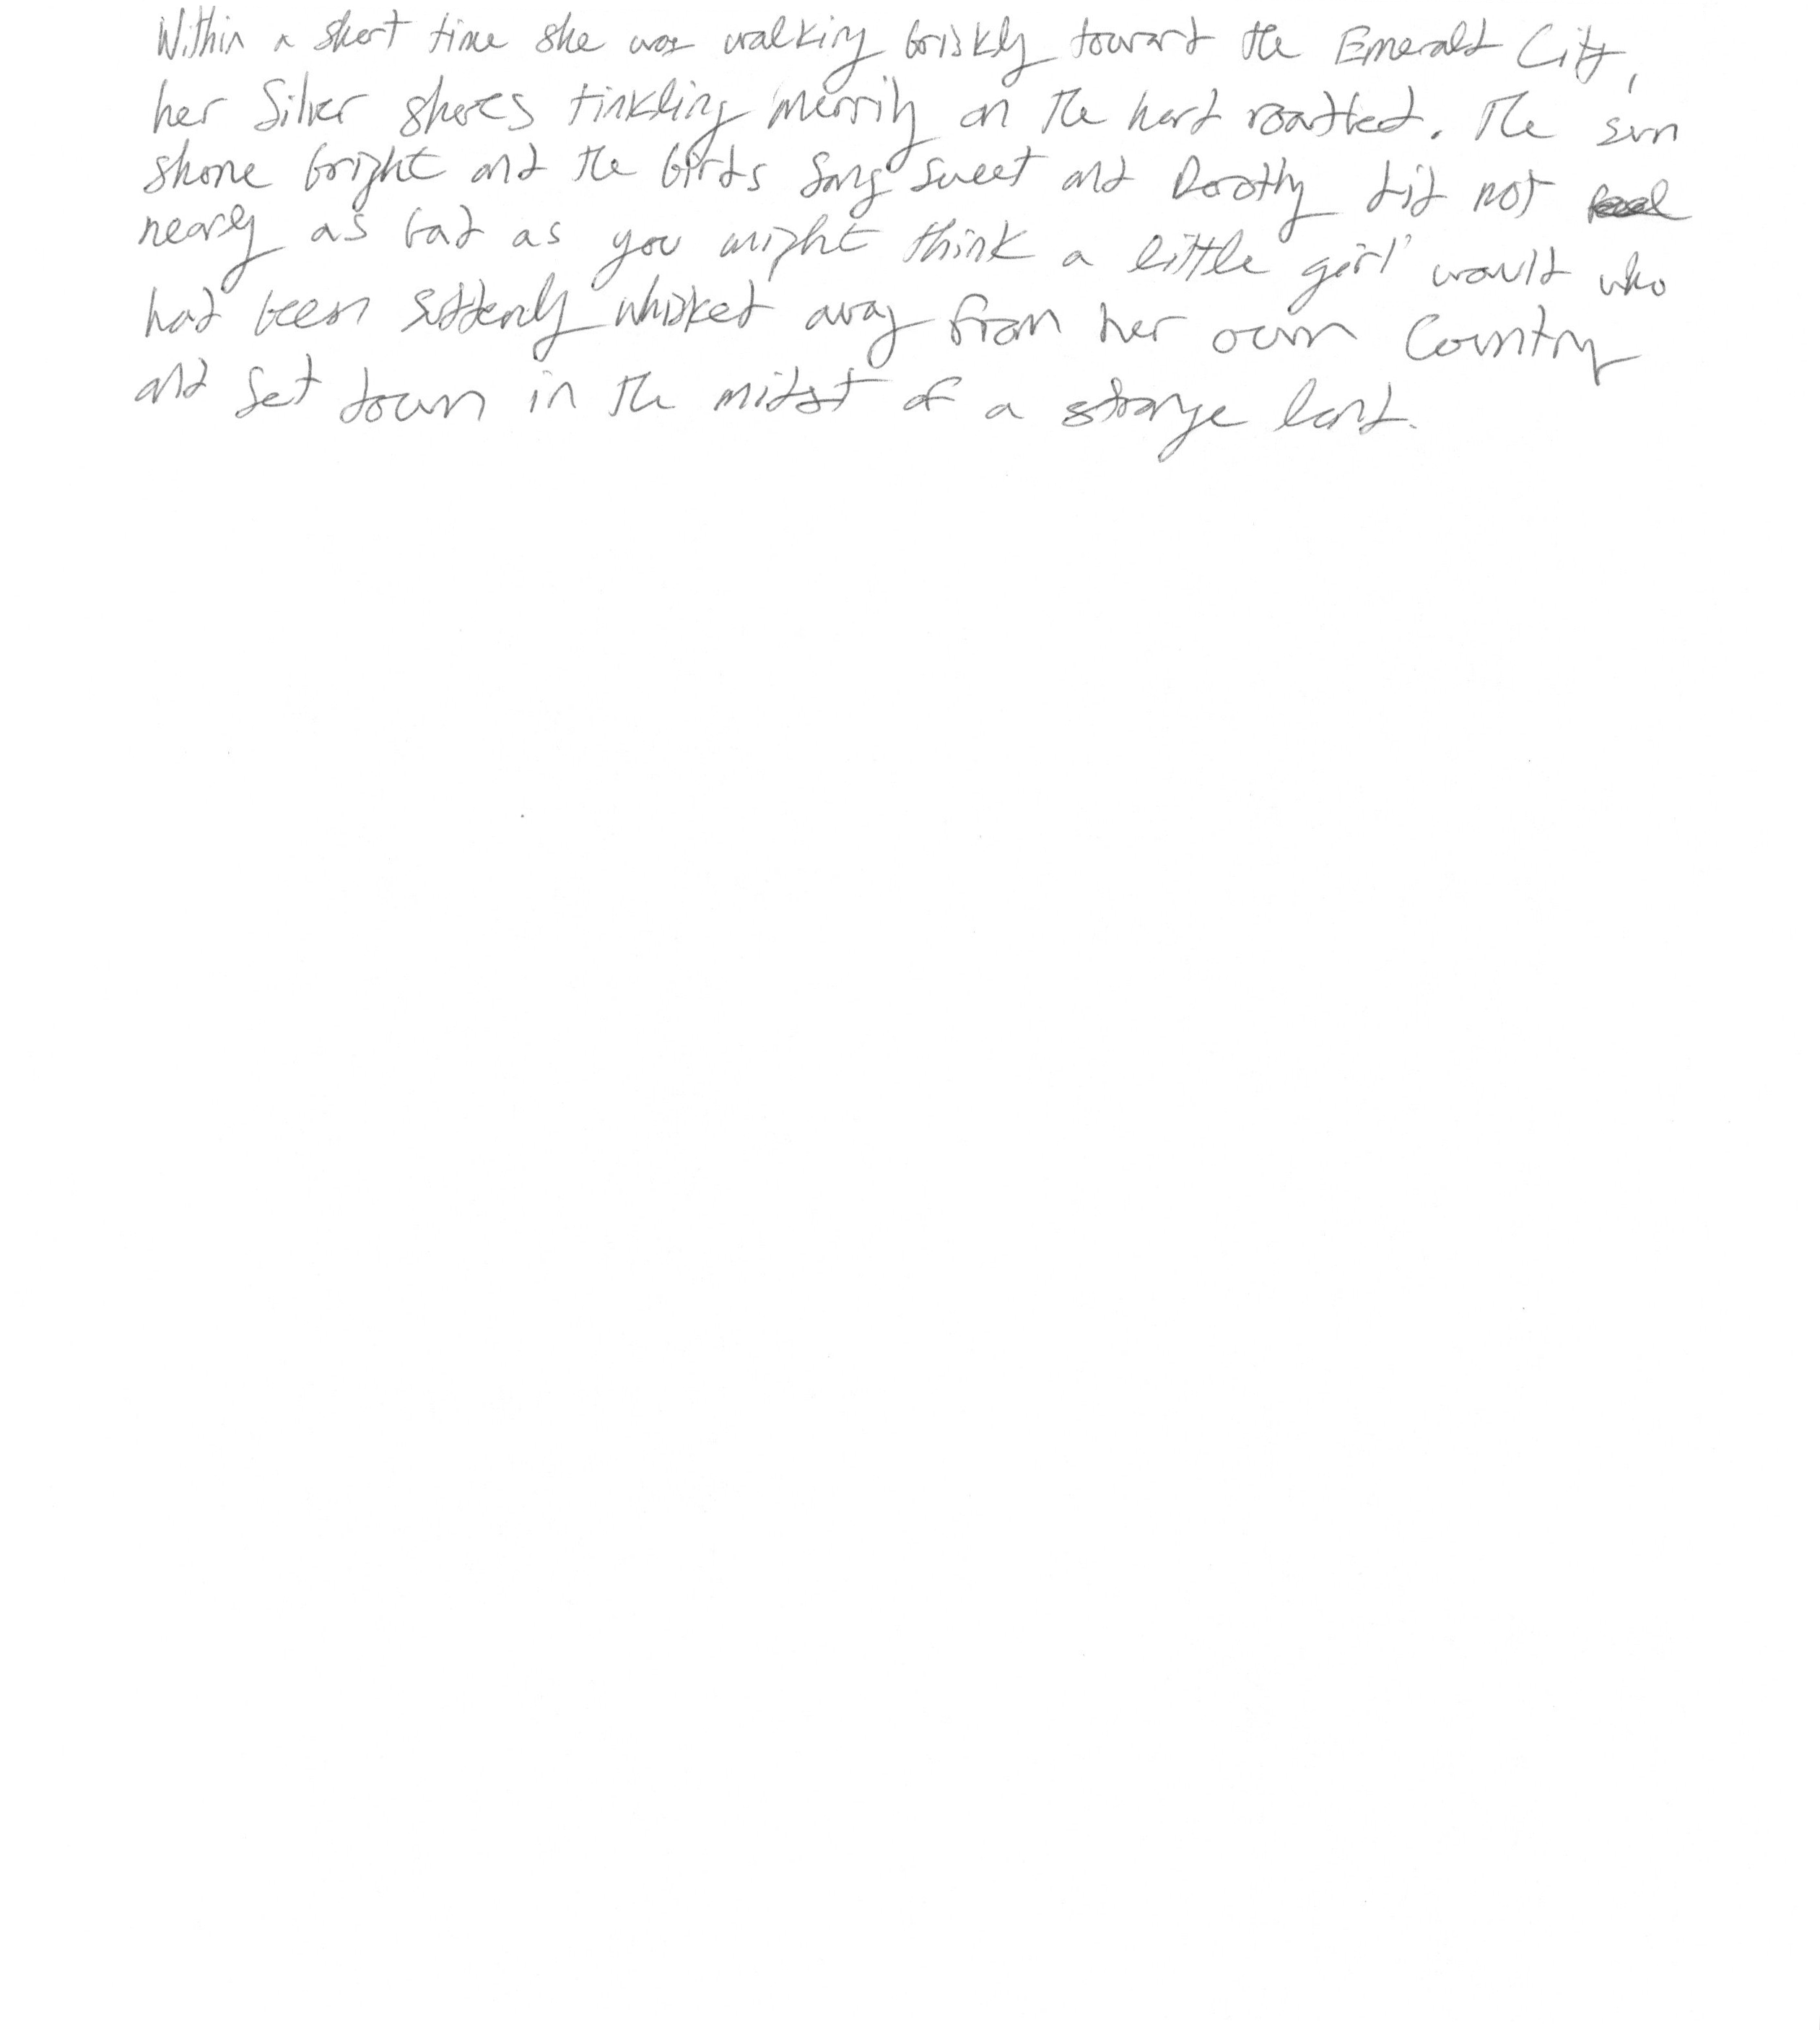 Within a short time she was walking briskly toward the Emerald City,
her Silver shoes tinkling merrily on the hard roadbed. The sun
shone bright and the birds sang sweet and Dorothy did not feel
nearly as bad as you might think a little girl would who
had been suddenly whisked away from her own Country
and set down in the midst of a strange land.